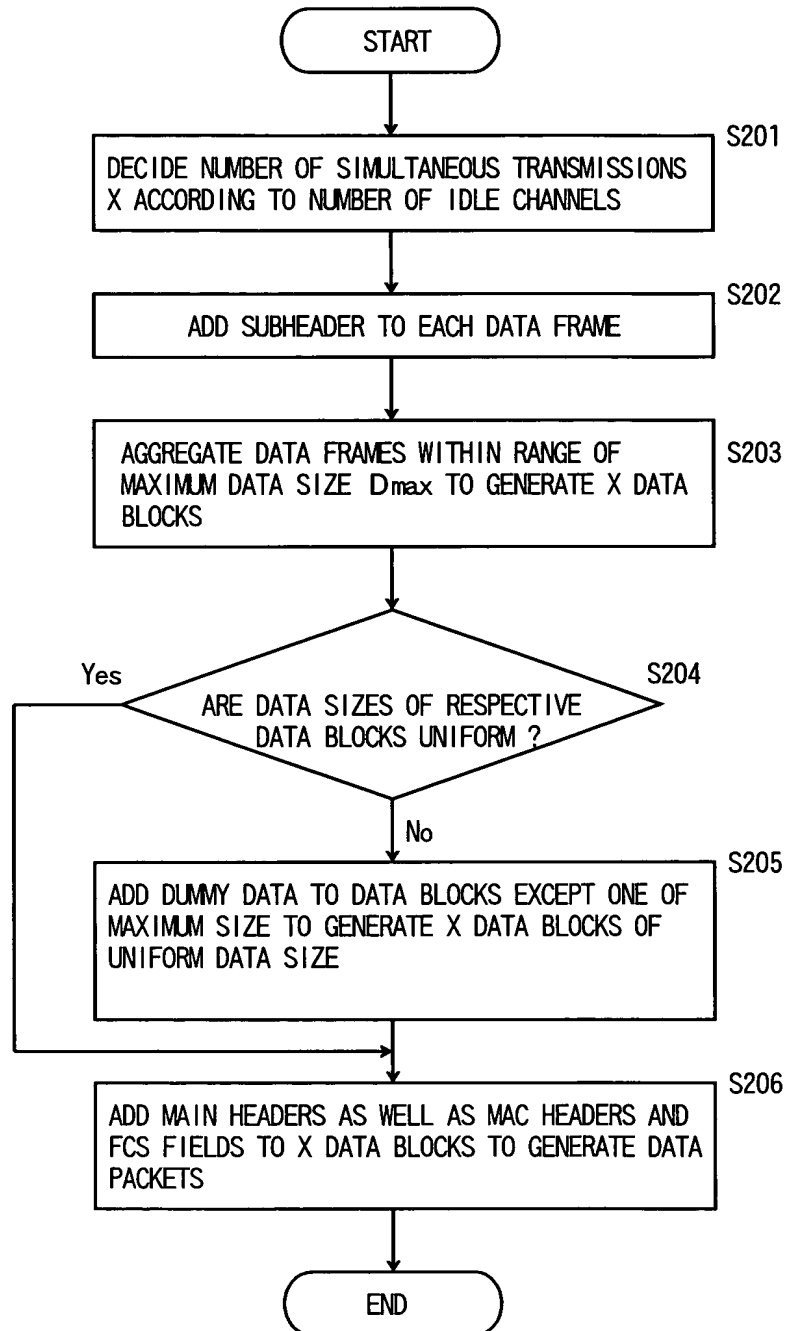 START
S201
DECIDE NUMBER OF SIMULTANEOUS TRANSMISSIONS
X ACCORDING TO NUMBER OF IDLE CHANNELS
S202
ADD SUBHEADER TO EACH DATA FRAME
S203
AGGREGATE DATA FRAMES WITHIN RANGE OF
MAXIMUM DATA SIZE Dmax TO GENERATE X DATA
BLOCKS
Yes
S204
ARE DATA SIZES OF RESPECTIVE
DATA BLOCKS UNIFORM ?
No
S205
ADD DUMMY DATA TO DATA BLOCKS EXCEPT ONE OF
MAXIMUM SIZE TO GENERATE X DATA BLOCKS OF
UNIFORM DATA SIZE
S206
ADD MAIN HEADERS AS WELL AS MAC HEADERS AND
FCS FIELDS TO X DATA BLOCKS TO GENERATE DATA
PACKETS
END